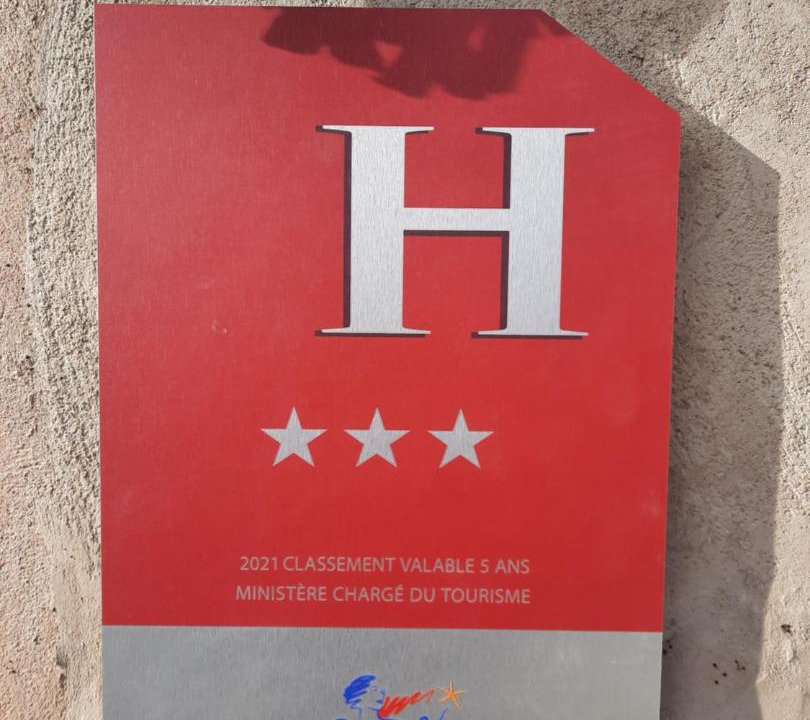 H
2021 CLASSEMENT VALABLE 5 ANS
MINISTÈRE CHARGÉ DU TOURISME